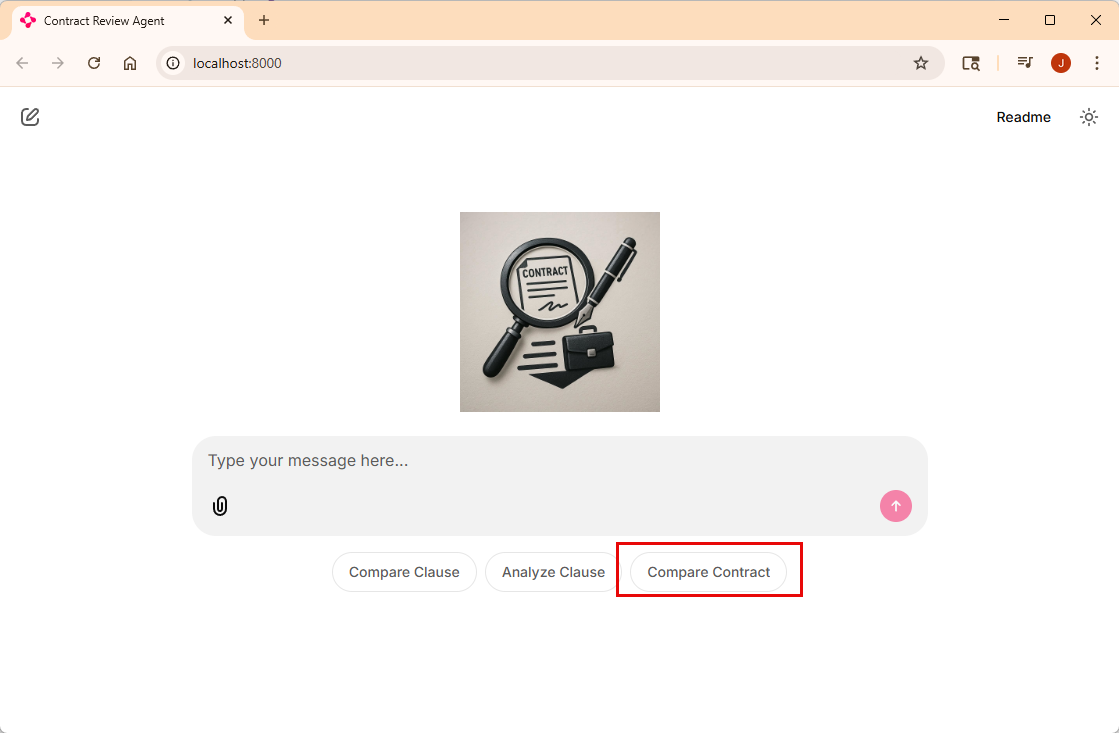 Contract Review Agent
localhost:8000
J
Readme
CONTRACT
Type your message here...
Compare Clause
Analyze Clause
Compare Contract